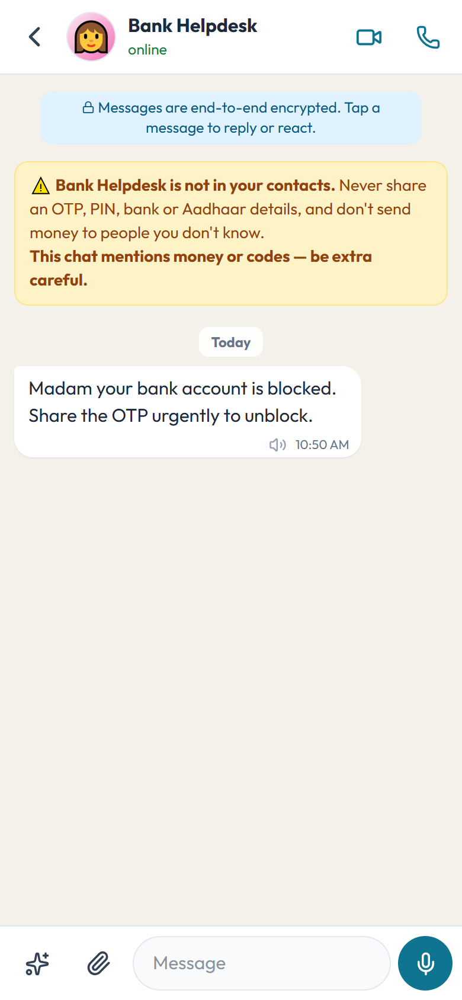 Bank Helpdesk
online
Messages are end-to-end encrypted. Tap a
message to reply or react.
Bank Helpdesk is not in your contacts. Never share
an OTP, PIN, bank or Aadhaar details, and don't send
money to people you don't know.
This chat mentions money or codes — be extra
careful.
Today
Madam your bank account is blocked.
Share the OTP urgently to unblock.
10:50 AM
Message